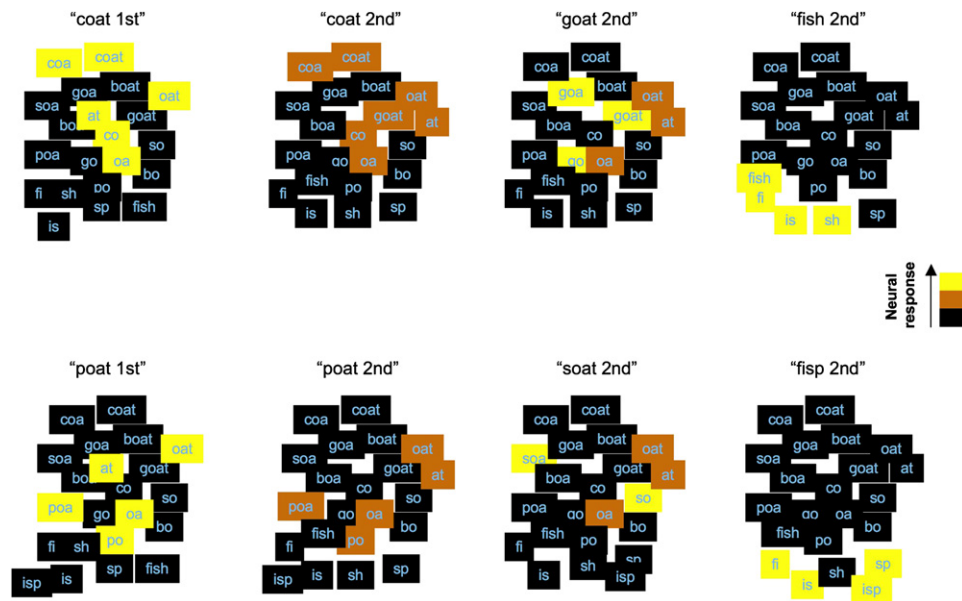 “coat 1st”
coat
coa
boat
goa
oat
soa
at
goat
bo
co
so
poa
go
oa
bo
fi
sh
po
sp
fish
is
“coat 2nd”
coat
coa
boat
goa
oat
soa
goat
at
boa
co
so
poa
go
oa
bo
fish
fi
po
is
sh
sp
“goat 2nd”
coat
coa
boat
goa
oat
soa
goat
at
boa
co
so
poa
go
oa
bo
fish
fi
po
is
sh
sp
“fish 2nd”
coat
coa
boat
goa
oat
soa
goat
at
boa
co
so
poa
go
oa
bo
fish
fi
po
is
sh
sp
Neural
response
“poat 1st”
coat
coa
boat
goa
oat
soa
at
goat
bo
co
so
poa
go
oa
bo
po
fi
sh
sp
fish
is
isp
“poat 2nd”
coat
coa
boat
goa
oat
soa
goat
at
boa
co
so
poa
go
oa
bo
fish
po
fi
is
sh
sp
isp
“soat 2nd”
coat
coa
boat
goa
oat
soa
goat
at
boa
co
so
poa
go
oa
bo
fish
po
fi
sp
sh
is
isp
“fisp 2nd”
coat
coa
boat
goa
oat
soa
goat
at
boa
co
so
poa
go
oa
bo
fish
po
fi
sp
sh
is
isp